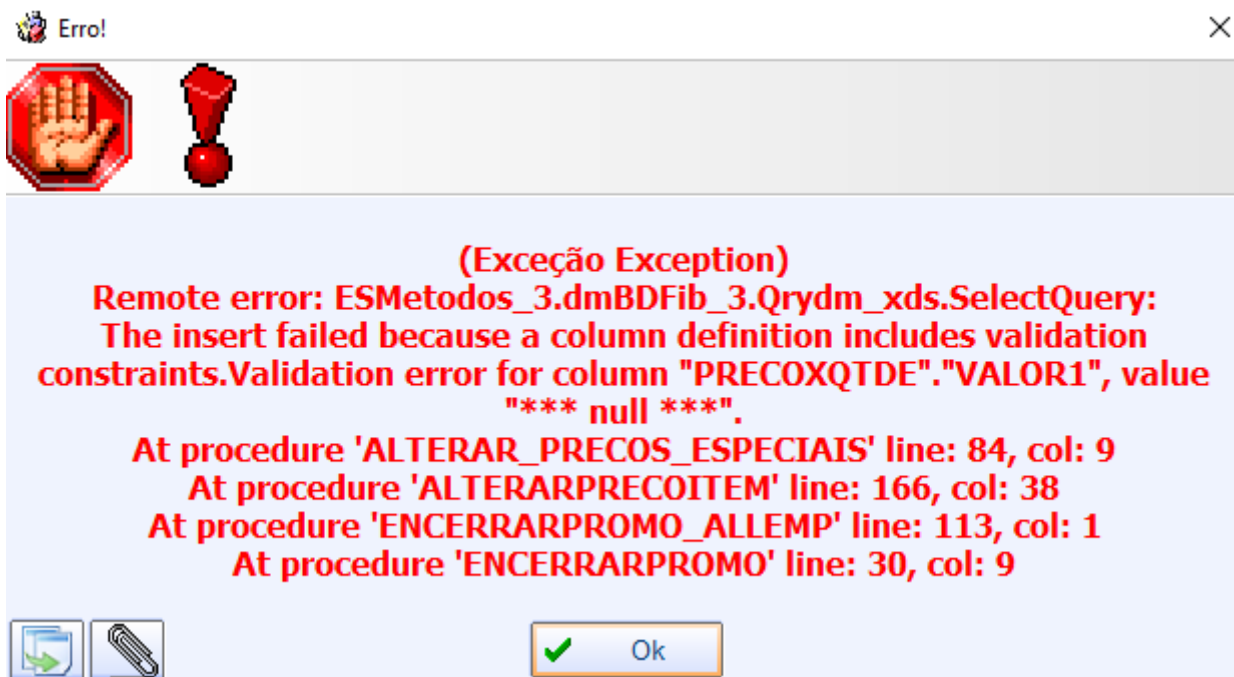 Erro!
(Exceção Exception)
Remote error: ESMetodos_3.dmBDFib_3.Qrydm_xds.SelectQuery:
The insert failed because a column definition includes validation
constraints.Validation error for column "PRECOXQTDE"."VALOR1", value
"*** null ***".
At procedure 'ALTERAR_PRECOS_ESPECIAIS' line: 84, col: 9
At procedure 'ALTERARPRECOITEM' line: 166, col: 38
At procedure 'ENCERRARPROMO_ALLEMP' line: 113, col: 1
At procedure 'ENCERRARPROMO' line: 30, col: 9
Ok